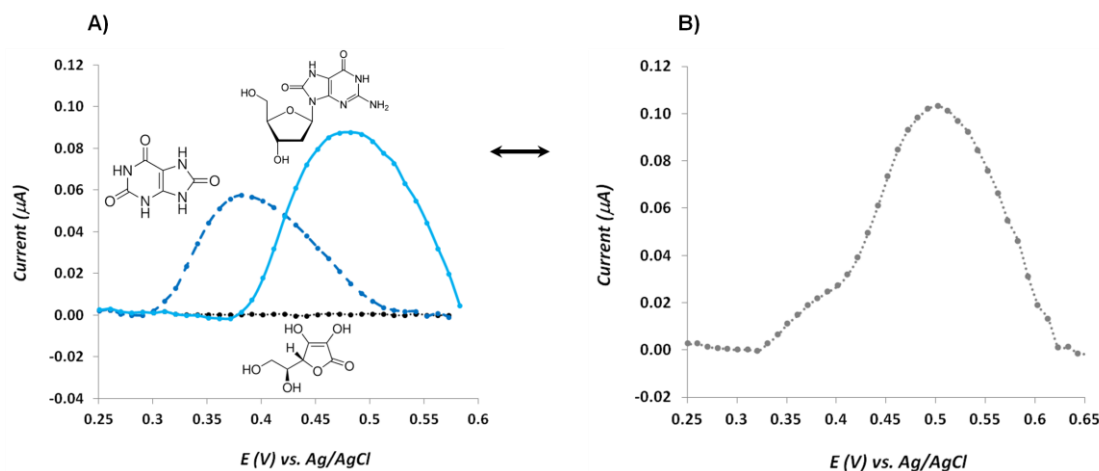 A)
0.12
0.10
0.08
0.06
0.04
0.02
0.00
-0.02
-0.04
Current (µA)
0.25
0.3
0.35
0.4
0.45
0.5
0.55
0.6
E (V) vs. Ag/AgCl
O
HN
NH
O
HO
N
N
NH₂
O
OH
O
H
N
HN
O
O
N
H
N
H
HO
OH
H
HO
O
O
OH
B)
0.12
0.10
0.08
0.06
0.04
0.02
0.00
-0.02
Current (µA)
0.25
0.3
0.35
0.4
0.45
0.5
0.55
0.6
0.65
E (V) vs. Ag/AgCl